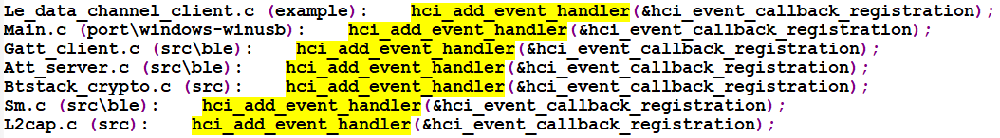 Le_data_channel_client.c (example):    hci_add_event_handler(&hci_event_callback_registration);
Main.c (port\windows-winusb):    hci_add_event_handler(&hci_event_callback_registration);
Gatt_client.c (src\ble):    hci_add_event_handler(&hci_event_callback_registration);
Att_server.c (src\ble):    hci_add_event_handler(&hci_event_callback_registration);
Btstack_crypto.c (src):    hci_add_event_handler(&hci_event_callback_registration);
Sm.c (src\ble):    hci_add_event_handler(&hci_event_callback_registration);
L2cap.c (src):    hci_add_event_handler(&hci_event_callback_registration);